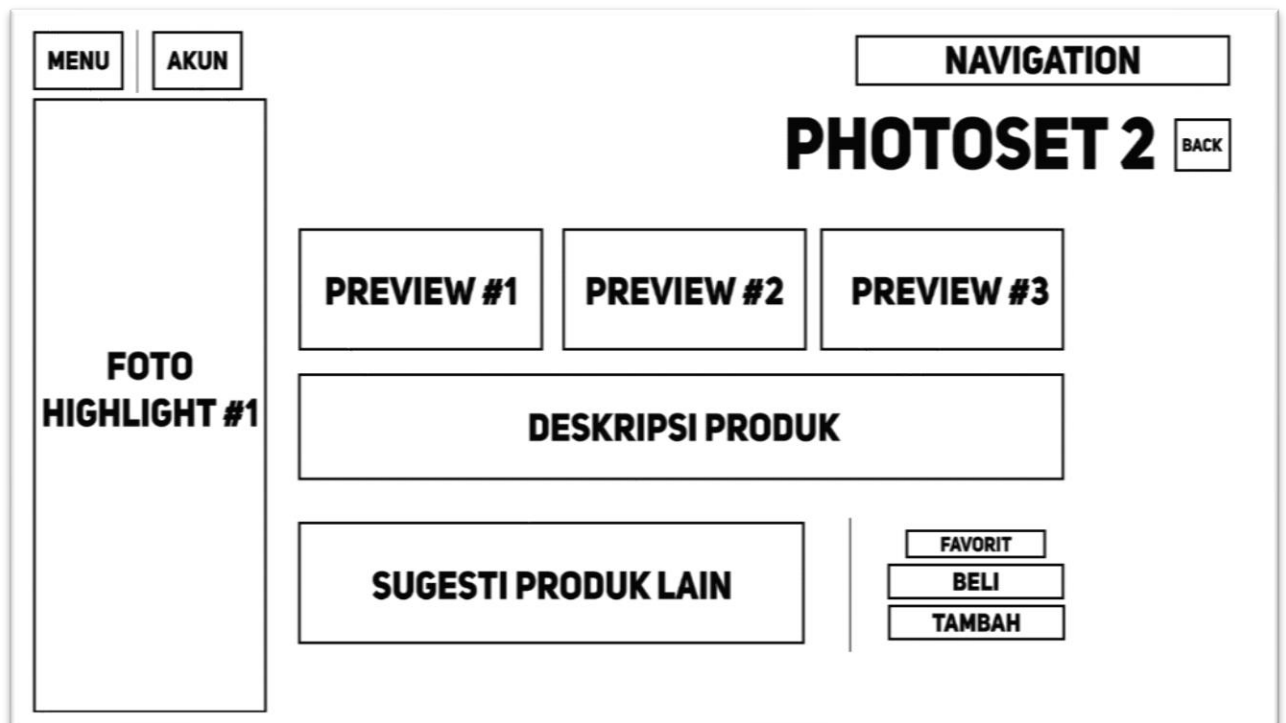 MENU
AKUN
NAVIGATION
PHOTOSET 2
BACK
FOTO
HIGHLIGHT #1
PREVIEW #1
PREVIEW #2
PREVIEW #3
DESKRIPSI PRODUK
SUGESTI PRODUK LAIN
FAVORIT
BELI
TAMBAH